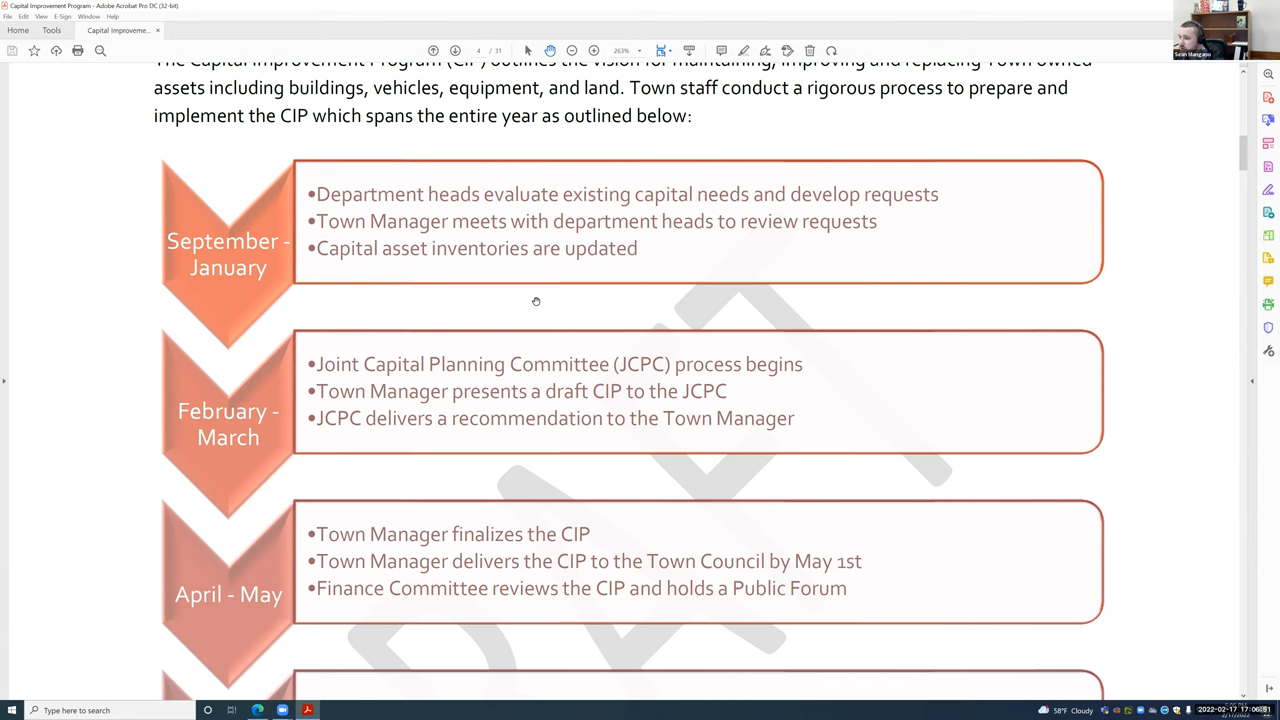 Capital Improvement Program - Adobe Acrobat Pro DC (32-bit)
File Edit View E-Sign Window Help
Home Tools Capital Improveme... ×
4 / 31 263%
Sean Mangano
The Capital Improvement Program the vision for maintaining, improving and replacing Town owned
assets including buildings, vehicles, equipment, and land. Town staff conduct a rigorous process to prepare and
implement the CIP which spans the entire year as outlined below:
September -
January
•Department heads evaluate existing capital needs and develop requests
•Town Manager meets with department heads to review requests
•Capital asset inventories are updated
February -
March
•Joint Capital Planning Committee (JCPC) process begins
•Town Manager presents a draft CIP to the JCPC
•JCPC delivers a recommendation to the Town Manager
April - May
•Town Manager finalizes the CIP
•Town Manager delivers the CIP to the Town Council by May 1st
•Finance Committee reviews the CIP and holds a Public Forum
DRAFT
Type here to search
58°F Cloudy
2022-02-17 17:06:51